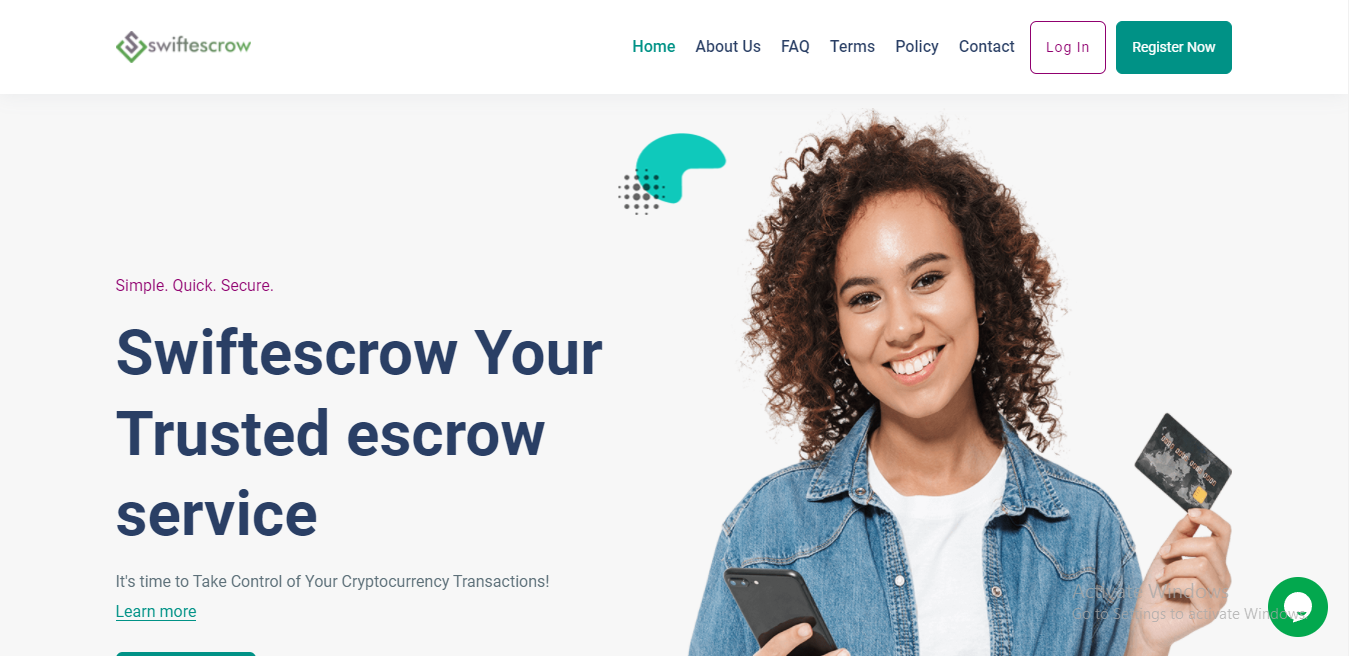 swiftescrow
Home About Us FAQ Terms Policy Contact Log In Register Now
Simple. Quick. Secure.
Swiftescrow Your
Trusted escrow
service
It's time to Take Control of Your Cryptocurrency Transactions!
Learn more
Activate Windows
Go to Settings to activate Windows.